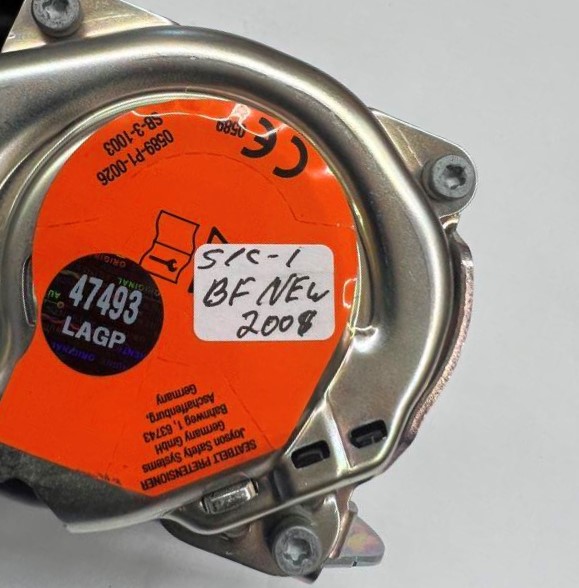 CE
0589
0589-P1-0026
SB-3-1003
S/C-1
BF NEW
2008
47493
LAGP
SEATBELT PRETENSIONER
Joyson Safety Systems
Germany GmbH
Bahnweg 1, 63743
Aschaffenburg,
Germany